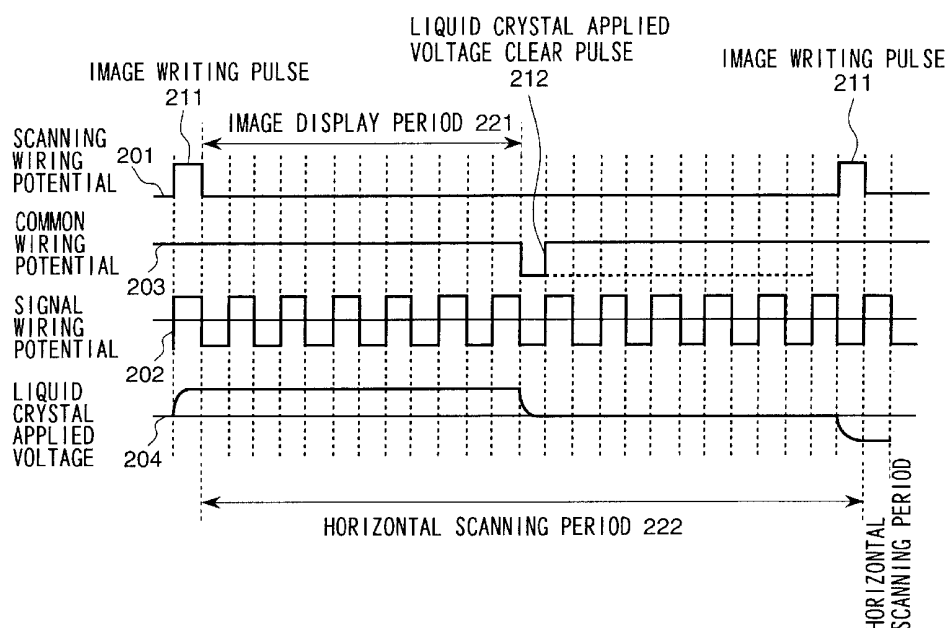 LIQUID CRYSTAL APPLIED
VOLTAGE CLEAR PULSE
212
IMAGE WRITING PULSE
211
IMAGE WRITING PULSE
211
IMAGE DISPLAY PERIOD 221
SCANNING
WIRING
POTENTIAL
201
COMMON
WIRING
POTENTIAL
203
SIGNAL
WIRING
POTENTIAL
202
LIQUID
CRYSTAL
APPLIED
VOLTAGE
204
HORIZONTAL SCANNING PERIOD 222
HORIZONTAL
SCANNING PERIOD